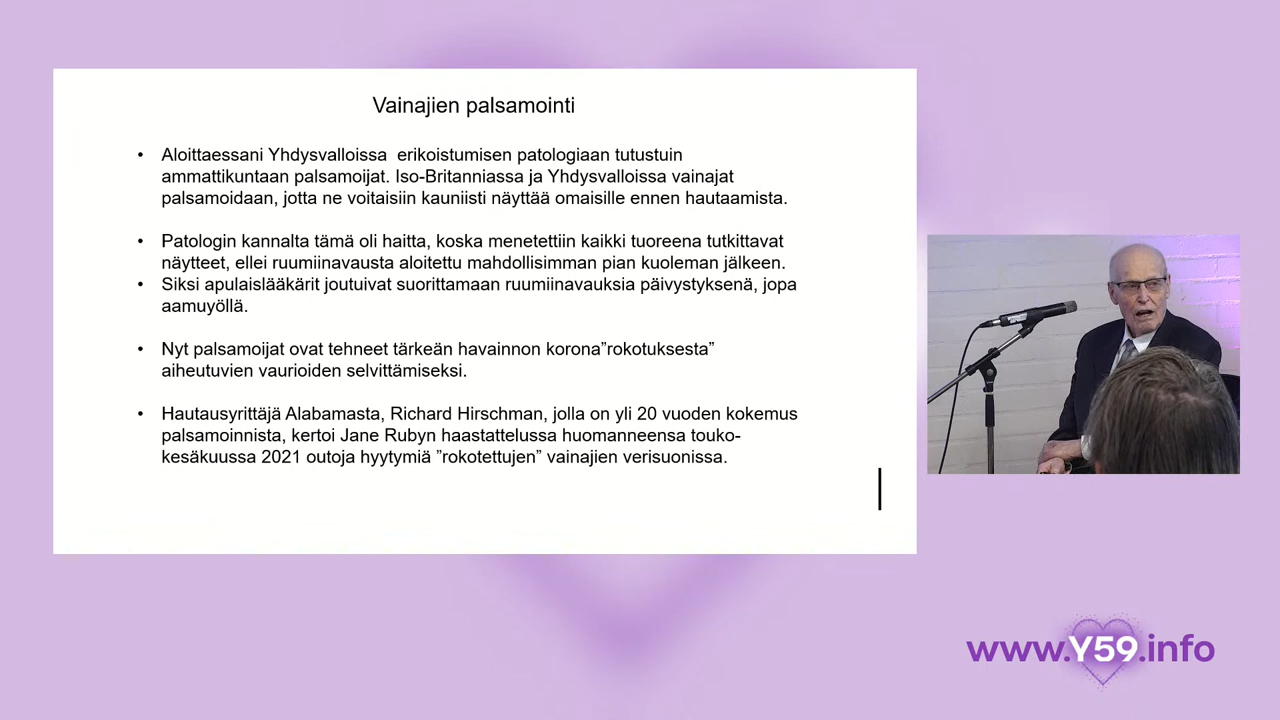 Vainajien palsamointi
• Aloittaessani Yhdysvalloissa  erikoistumisen patologiaan tutustuin
ammattikuntaan palsamoijat. Iso-Britanniassa ja Yhdysvalloissa vainajat
palsamoidaan, jotta ne voitaisiin kauniisti näyttää omaisille ennen hautaamista.
• Patologin kannalta tämä oli haitta, koska menetettiin kaikki tuoreena tutkittavat
näytteet, ellei ruumiinavausta aloitettu mahdollisimman pian kuoleman jälkeen.
• Siksi apulaislääkärit joutuivat suorittamaan ruumiinavauksia päivystyksenä, jopa
aamuyöllä.
• Nyt palsamoijat ovat tehneet tärkeän havainnon korona”rokotuksesta”
aiheutuvien vaurioiden selvittämiseksi.
• Hautausyrittäjä Alabamasta, Richard Hirschman, jolla on yli 20 vuoden kokemus
palsamoinnista, kertoi Jane Rubyn haastattelussa huomanneensa touko-
kesäkuussa 2021 outoja hyytymiä ”rokotettujen” vainajien verisuonissa.
www.Y59.info